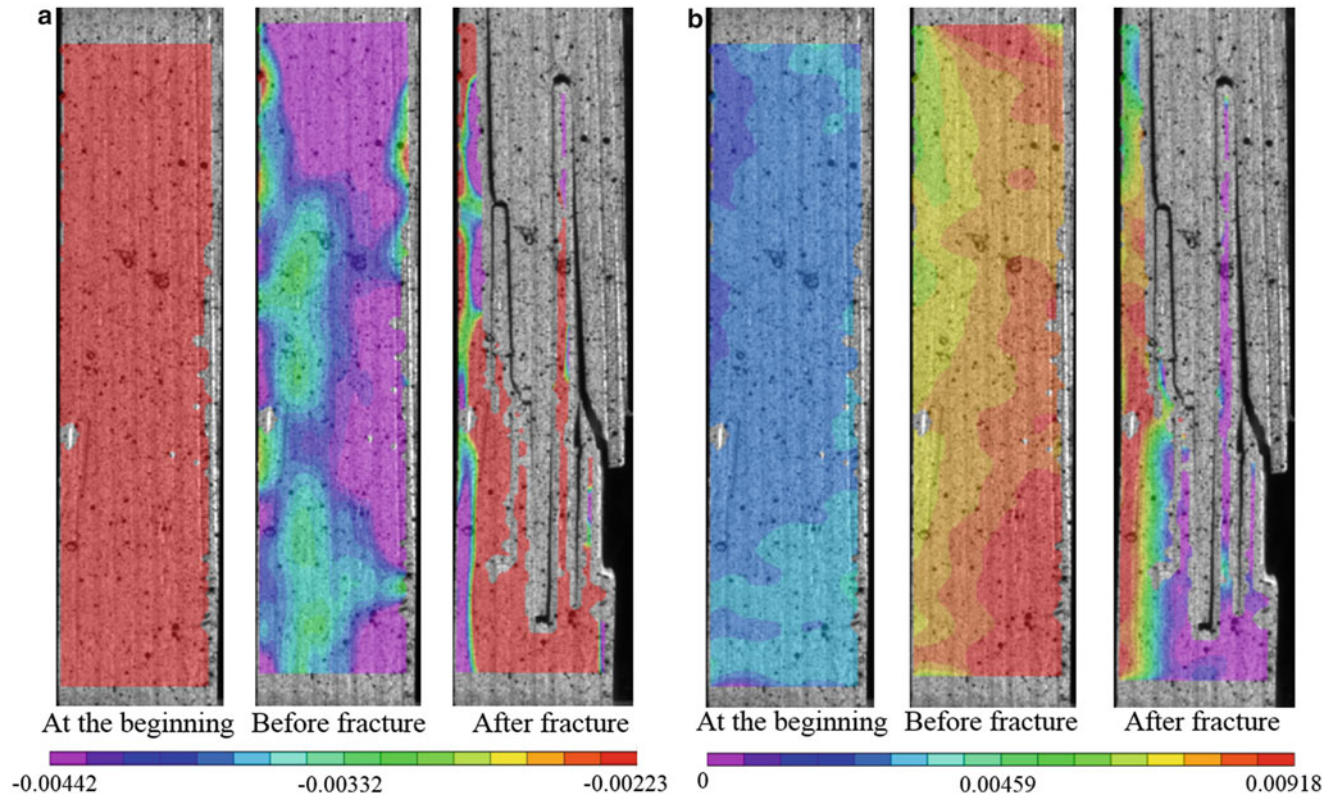 a
b
At the beginning Before fracture After fracture
At the beginning Before fracture After fracture
-0.00442 -0.00332 -0.00223
0 0.00459 0.00918